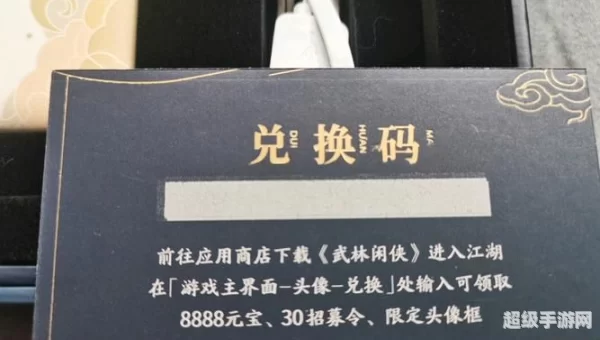 兑换码
DUI HUAN MA
前往应用商店下载《武林闲侠》进入江湖
在「游戏主界面-头像-兑换」处输入可领取
8888元宝、30招募令、限定头像框
超级手游网